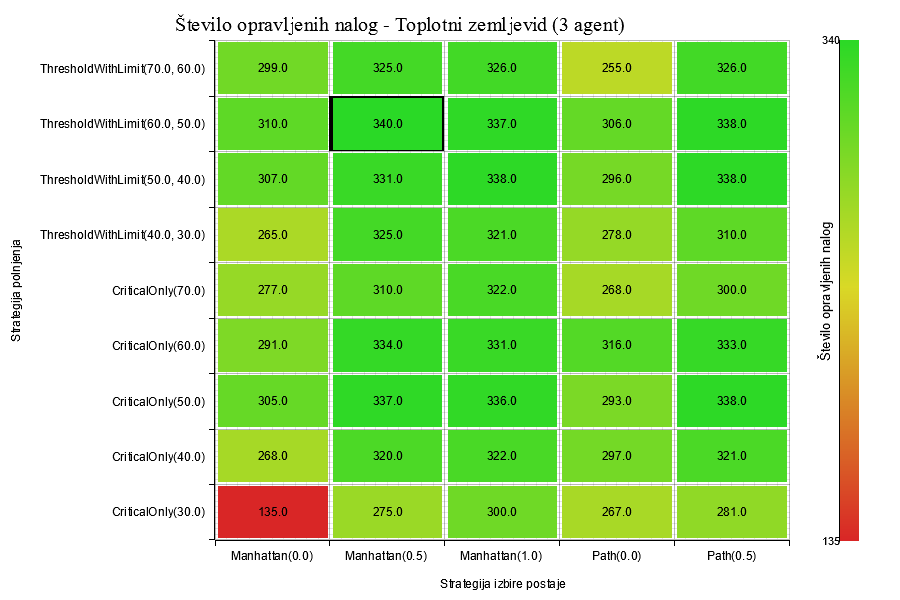 Število opravljenih nalog - Toplotni zemljevid (3 agent)
ThresholdWithLimit(70.0, 60.0) 299.0 325.0 326.0 255.0 326.0
ThresholdWithLimit(60.0, 50.0) 310.0 340.0 337.0 306.0 338.0
ThresholdWithLimit(50.0, 40.0) 307.0 331.0 338.0 296.0 338.0
ThresholdWithLimit(40.0, 30.0) 265.0 325.0 321.0 278.0 310.0
CriticalOnly(70.0) 277.0 310.0 322.0 268.0 300.0
CriticalOnly(60.0) 291.0 334.0 331.0 316.0 333.0
CriticalOnly(50.0) 305.0 337.0 336.0 293.0 338.0
CriticalOnly(40.0) 268.0 320.0 322.0 297.0 321.0
CriticalOnly(30.0) 135.0 275.0 300.0 267.0 281.0
Manhattan(0.0) Manhattan(0.5) Manhattan(1.0) Path(0.0) Path(0.5)
Strategija izbire postaje
Strategija polnjenja
340
135
Število opravljenih nalog